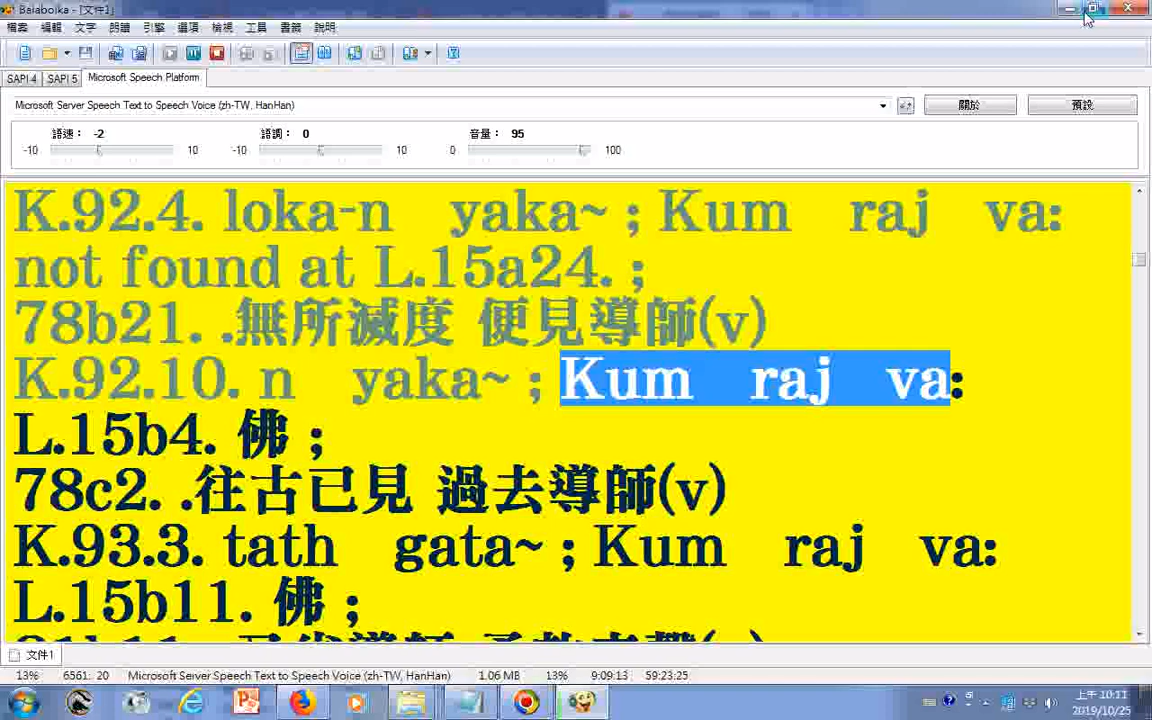 Balabolka - [文件1]
檔案 編輯 文字 朗讀 引擎 選項 檢視 工具 書籤 說明
SAPI 4 SAPI 5 Microsoft Speech Platform
Microsoft Server Speech Text to Speech Voice (zh-TW, HanHan) 關於 預設
語速： -2 語調： 0 音量： 95
-10 10 -10 10 0 100
K.92.4. loka-n yaka~ ; Kum raj va:
not found at L.15a24. ;
78b21. .無所滅度 便見導師(v)
K.92.10. n yaka~ ; Kum raj va:
L.15b4. 佛 ;
78c2. .往古已見 過去導師(v)
K.93.3. tath gata~ ; Kum raj va:
L.15b11. 佛 ;
文件1
13% 6561: 20 Microsoft Server Speech Text to Speech Voice (zh-TW, HanHan) 1.06 MB 13% 9:09:13 59:23:25
上午 10:11
2019/10/25